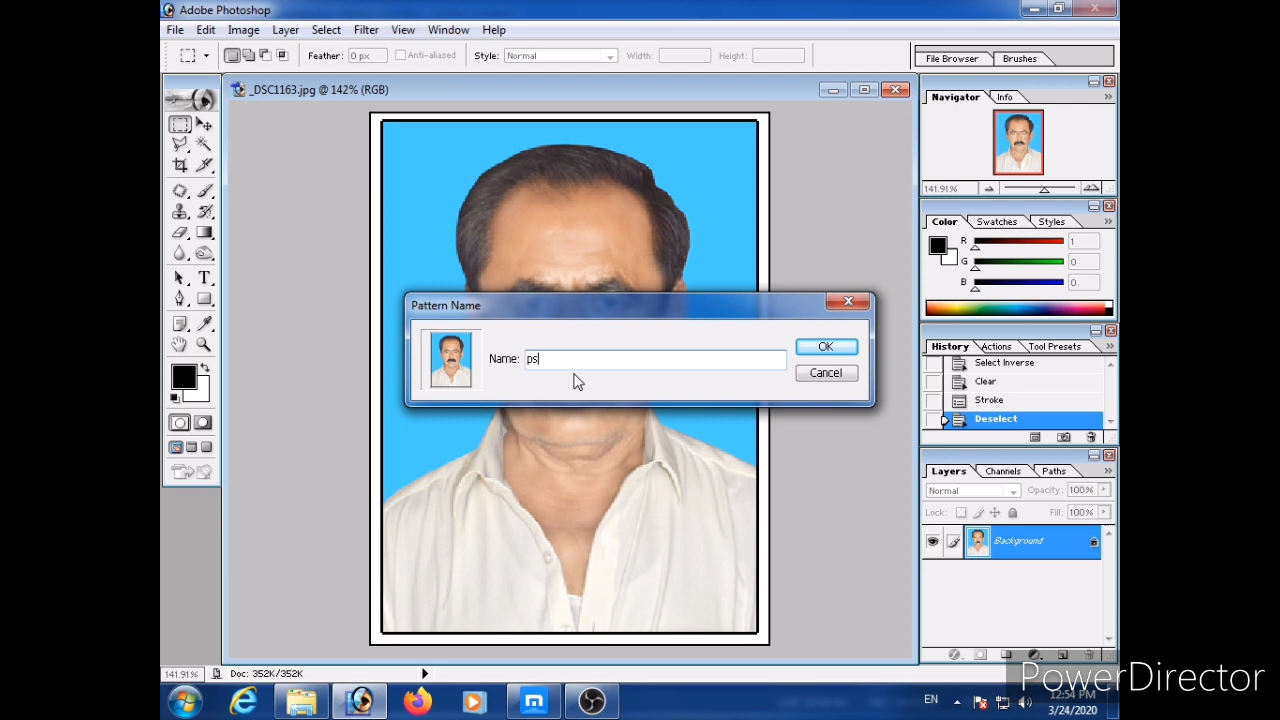 Adobe Photoshop
File Edit Image Layer Select Filter View Window Help
Feather: 0 px Anti-aliased Style: Normal Width: Height: File Browser Brushes
_DSC1163.jpg @ 142% (RGB)
Navigator Info
141.91%
Color Swatches Styles
R 1
G 0
B 0
Pattern Name
Name: ps OK
Cancel
History Actions Tool Presets
Select Inverse
Clear
Stroke
Deselect
Layers Channels Paths
Normal Opacity: 100%
Lock: Fill: 100%
Background
T
141.91% Doc: 352K/352K
PowerDirector
EN 12:54 PM
3/24/2020